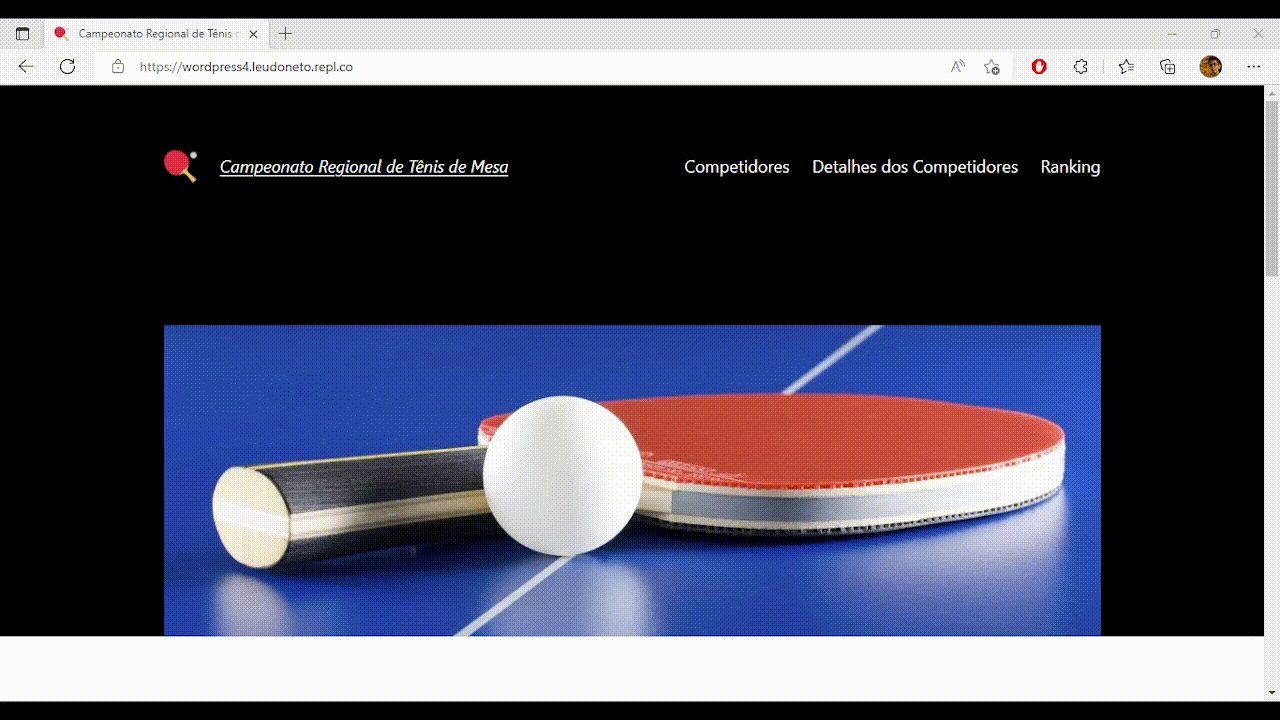 Campeonato Regional de Tênis
https://wordpress4.leudoneto.repl.co
Campeonato Regional de Tênis de Mesa
Competidores
Detalhes dos Competidores
Ranking